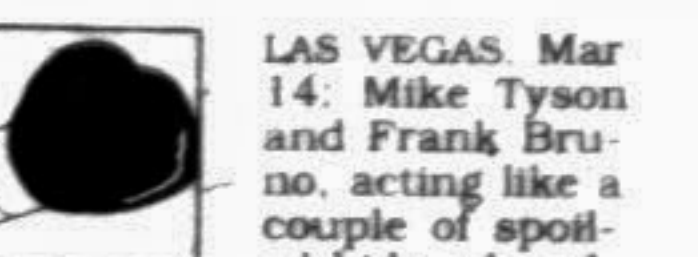 LAS VEGAS. Mar
14: Mike Tyson
and Frank Bru-
no, acting like a
couple of spoil-